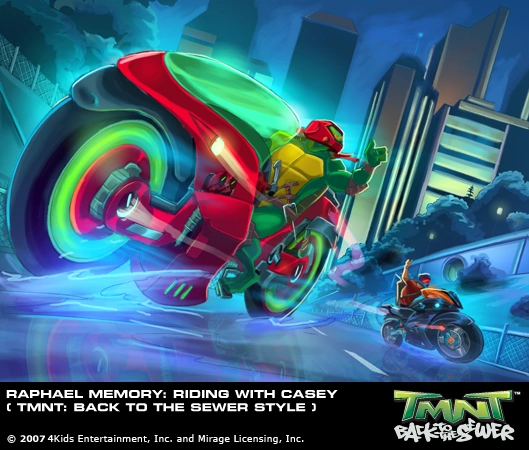 RAPHAEL MEMORY: RIDING WITH CASEY
( TMNT: BACK TO THE SEWER STYLE )
© 2007 4Kids Entertainment, Inc. and Mirage Licensing, Inc.
TMNT™
BACK TO THE SEWER